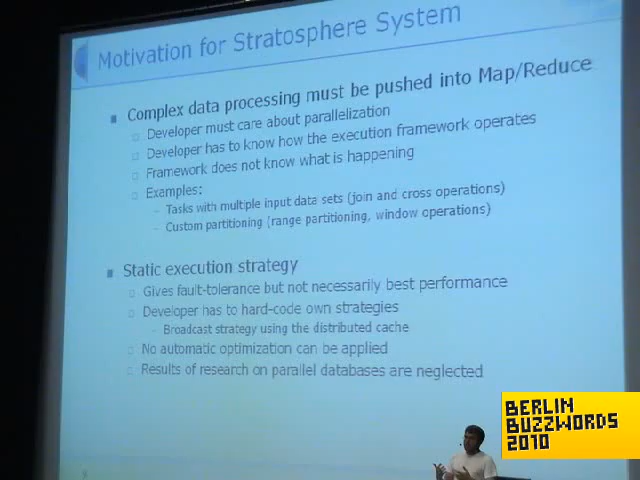 Motivation for Stratosphere System
Complex data processing must be pushed into Map/Reduce
Developer must care about parallelization
Developer has to know how the execution framework operates
Framework does not know what is happening
Examples:
– Tasks with multiple input data sets (join and cross operations)
– Custom partitioning (range partitioning, window operations)
Static execution strategy
Gives fault-tolerance but not necessarily best performance
Developer has to hard-code own strategies
– Broadcast strategy using the distributed cache
No automatic optimization can be applied
Results of research on parallel databases are neglected
BERLIN
BUZZWORDS
2010